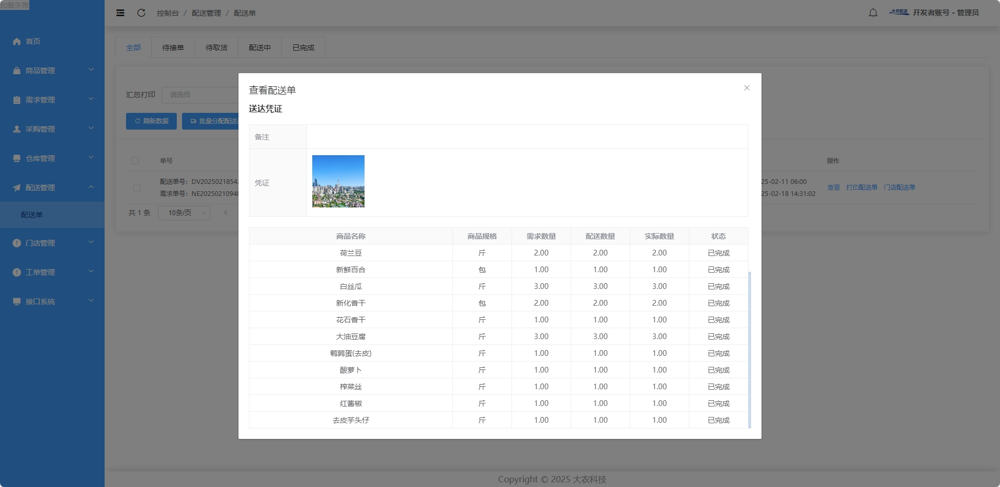 加载失败
控制台 / 配送管理 / 配送单
大农配送
开发者账号 - 管理员
首页
商品管理
需求管理
采购管理
仓库管理
配送管理
配送单
门店管理
工单管理
接口系统
全部 待接单 待取货 配送中 已完成
汇总打印 请选择
刷新数据 批量分配配送
单号 操作
配送单号：DV2025021854
需求单号：NE2025021094
25-02-11 06:00
25-02-18 14:31:02
查看 打印配送单 门店配送单
共 1 条 10条/页
查看配送单
送达凭证
备注
凭证
商品名称 商品规格 需求数量 配送数量 实际数量 状态
荷兰豆 斤 2.00 2.00 2.00 已完成
新鲜百合 包 1.00 1.00 1.00 已完成
白丝瓜 斤 3.00 3.00 3.00 已完成
新化香干 包 2.00 2.00 2.00 已完成
花石香干 斤 1.00 1.00 1.00 已完成
大油豆腐 斤 3.00 3.00 3.00 已完成
鹌鹑蛋(去皮) 斤 1.00 1.00 1.00 已完成
酸萝卜 斤 1.00 1.00 1.00 已完成
榨菜丝 斤 1.00 1.00 1.00 已完成
红酱椒 斤 1.00 1.00 1.00 已完成
去皮芋头仔 斤 1.00 1.00 1.00 已完成
Copyright © 2025 大农科技